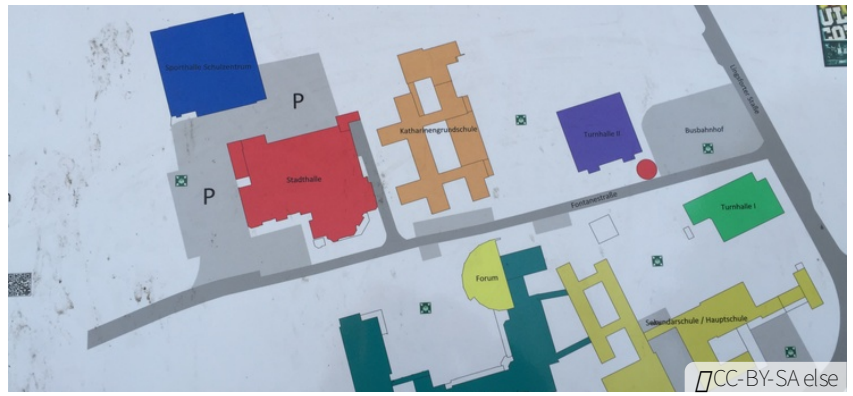 P
Katharinengrundschule
Turnhalle II
Busbahnhof
Stadthalle
P
Fontanestraße
Turnhalle I
Forum
Sekundarschule / Hauptschule
CC-BY-SA else